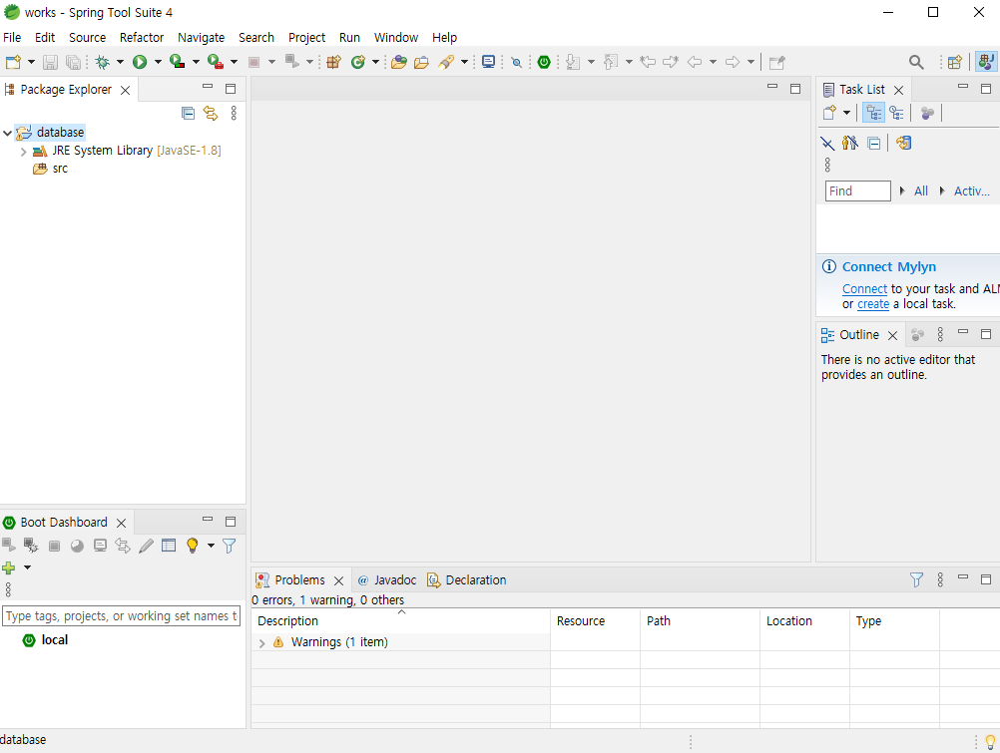 works - Spring Tool Suite 4
File Edit Source Refactor Navigate Search Project Run Window Help
Package Explorer
database
JRE System Library [JavaSE-1.8]
src
Task List
Find All Activ...
Connect Mylyn
Connect to your task and ALM
or create a local task.
Outline
There is no active editor that
provides an outline.
Boot Dashboard
Type tags, projects, or working set names t
local
Problems @ Javadoc Declaration
0 errors, 1 warning, 0 others
Description Resource Path Location Type
Warnings (1 item)
database